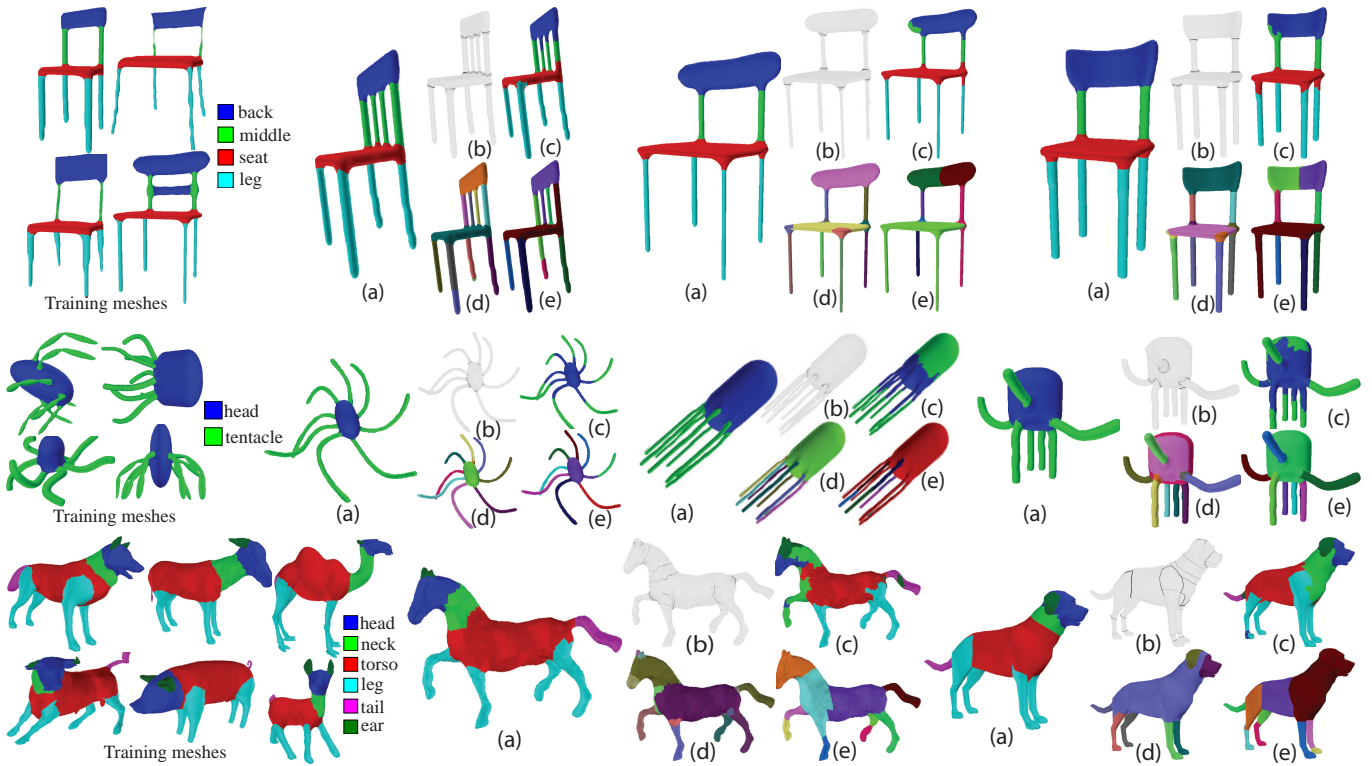 back
middle
seat
leg
Training meshes
(a)
(b)
(c)
(d)
(e)
(a)
(b)
(c)
(d)
(e)
(a)
(b)
(c)
(d)
(e)
head
tentacle
Training meshes
(a)
(b)
(c)
(d)
(e)
(a)
(b)
(c)
(d)
(e)
(a)
(b)
(c)
(d)
(e)
head
neck
torso
leg
tail
ear
Training meshes
(a)
(b)
(c)
(d)
(e)
(a)
(b)
(c)
(d)
(e)